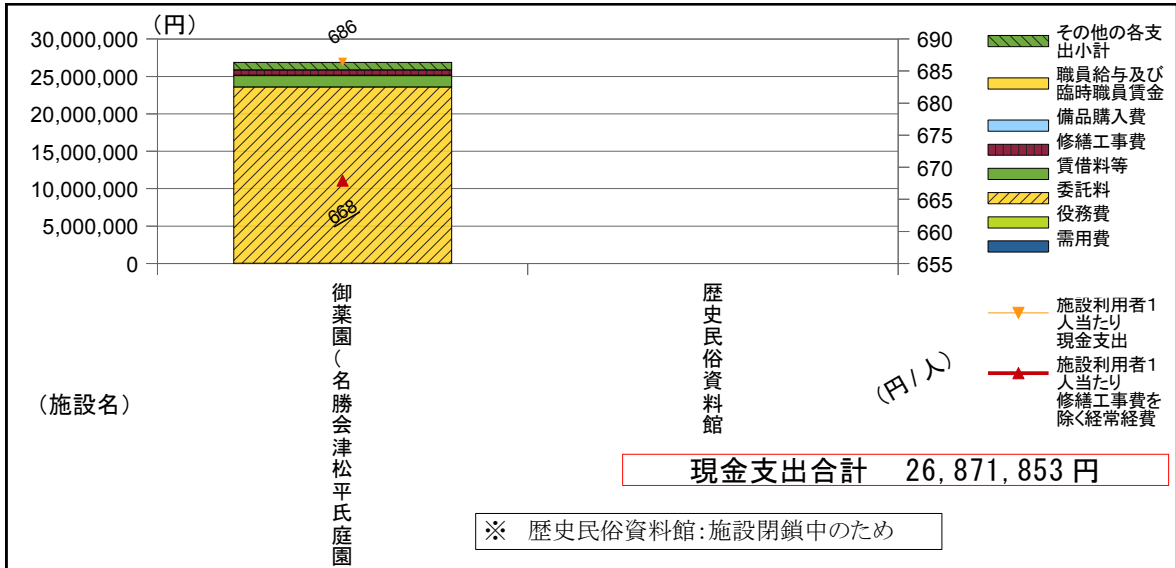 (円)
30,000,000
25,000,000
20,000,000
15,000,000
10,000,000
5,000,000
0
686
668
690
685
680
675
670
665
660
655
その他の各支
出小計
職員給与及び
臨時職員賃金
備品購入費
修繕工事費
賃借料等
委託料
役務費
需用費
施設利用者1
人当たり
現金支出
施設利用者1
人当たり
修繕工事費を
除く経常経費
御薬園(名勝会津松平氏庭園
歴史民俗資料館
(円/人)
(施設名)
現金支出合計 26,871,853円
※ 歴史民俗資料館:施設閉鎖中のため